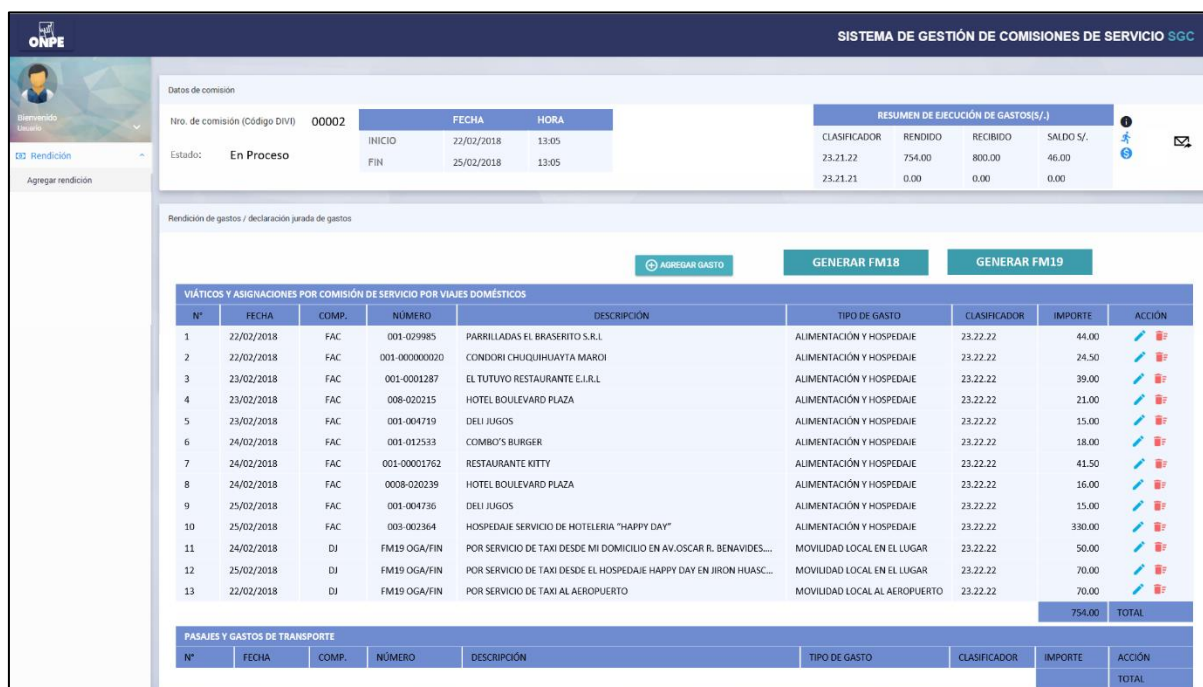 ONPE
SISTEMA DE GESTIÓN DE COMISIONES DE SERVICIO SGC
Bienvenido
Usuario
Rendición
Agregar rendición
Datos de comisión
Nro. de comisión (Código DIVI) 00002
Estado: En Proceso
FECHA HORA
INICIO 22/02/2018 13:05
FIN 25/02/2018 13:05
RESUMEN DE EJECUCIÓN DE GASTOS(S/.)
CLASIFICADOR RENDIDO RECIBIDO SALDO S/.
23.21.22 754.00 800.00 46.00
23.21.21 0.00 0.00 0.00
Rendición de gastos / declaración jurada de gastos
AGREGAR GASTO GENERAR FM18 GENERAR FM19
VIÁTICOS Y ASIGNACIONES POR COMISIÓN DE SERVICIO POR VIAJES DOMÉSTICOS
N° FECHA COMP. NÚMERO DESCRIPCIÓN TIPO DE GASTO CLASIFICADOR IMPORTE ACCIÓN
1 22/02/2018 FAC 001-029985 PARRILLADAS EL BRASERITO S.R.L ALIMENTACIÓN Y HOSPEDAJE 23.22.22 44.00
2 22/02/2018 FAC 001-000000020 CONDORI CHUQUIHUAYTA MAROI ALIMENTACIÓN Y HOSPEDAJE 23.22.22 24.50
3 23/02/2018 FAC 001-0001287 EL TUTUYO RESTAURANTE E.I.R.L ALIMENTACIÓN Y HOSPEDAJE 23.22.22 39.00
4 23/02/2018 FAC 008-020215 HOTEL BOULEVARD PLAZA ALIMENTACIÓN Y HOSPEDAJE 23.22.22 21.00
5 23/02/2018 FAC 001-004719 DELI JUGOS ALIMENTACIÓN Y HOSPEDAJE 23.22.22 15.00
6 24/02/2018 FAC 001-012533 COMBO'S BURGER ALIMENTACIÓN Y HOSPEDAJE 23.22.22 18.00
7 24/02/2018 FAC 001-00001762 RESTAURANTE KITTY ALIMENTACIÓN Y HOSPEDAJE 23.22.22 41.50
8 24/02/2018 FAC 0008-020239 HOTEL BOULEVARD PLAZA ALIMENTACIÓN Y HOSPEDAJE 23.22.22 16.00
9 25/02/2018 FAC 001-004736 DELI JUGOS ALIMENTACIÓN Y HOSPEDAJE 23.22.22 15.00
10 25/02/2018 FAC 003-002364 HOSPEDAJE SERVICIO DE HOTELERIA "HAPPY DAY" ALIMENTACIÓN Y HOSPEDAJE 23.22.22 330.00
11 24/02/2018 DJ FM19 OGA/FIN POR SERVICIO DE TAXI DESDE MI DOMICILIO EN AV.OSCAR R. BENAVIDES.... MOVILIDAD LOCAL EN EL LUGAR 23.22.22 50.00
12 25/02/2018 DJ FM19 OGA/FIN POR SERVICIO DE TAXI DESDE EL HOSPEDAJE HAPPY DAY EN JIRON HUASC... MOVILIDAD LOCAL EN EL LUGAR 23.22.22 70.00
13 22/02/2018 DJ FM19 OGA/FIN POR SERVICIO DE TAXI AL AEROPUERTO MOVILIDAD LOCAL AL AEROPUERTO 23.22.22 70.00
754.00 TOTAL
PASAJES Y GASTOS DE TRANSPORTE
N° FECHA COMP. NÚMERO DESCRIPCIÓN TIPO DE GASTO CLASIFICADOR IMPORTE ACCIÓN
TOTAL